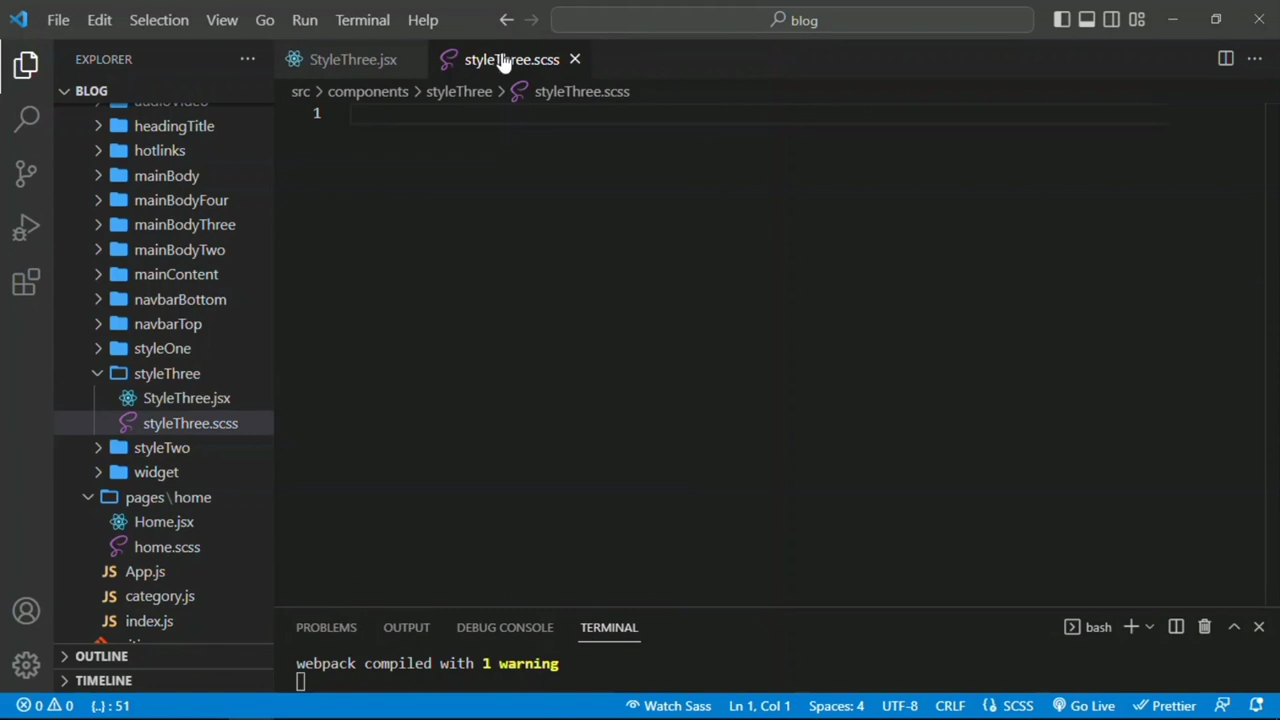 File Edit Selection View Go Run Terminal Help
blog
EXPLORER
StyleThree.jsx
styleThree.scss
BLOG
src > components > styleThree > styleThree.scss
audioVideo
1
headingTitle
hotlinks
mainBody
mainBodyFour
mainBodyThree
mainBodyTwo
mainContent
navbarBottom
navbarTop
styleOne
styleThree
StyleThree.jsx
styleThree.scss
styleTwo
widget
pages\home
Home.jsx
home.scss
JS App.js
JS category.js
JS index.js
OUTLINE
TIMELINE
PROBLEMS OUTPUT DEBUG CONSOLE TERMINAL
bash
webpack compiled with 1 warning
0 0 {..} : 51
Watch Sass Ln 1, Col 1 Spaces: 4 UTF-8 CRLF SCSS Go Live Prettier